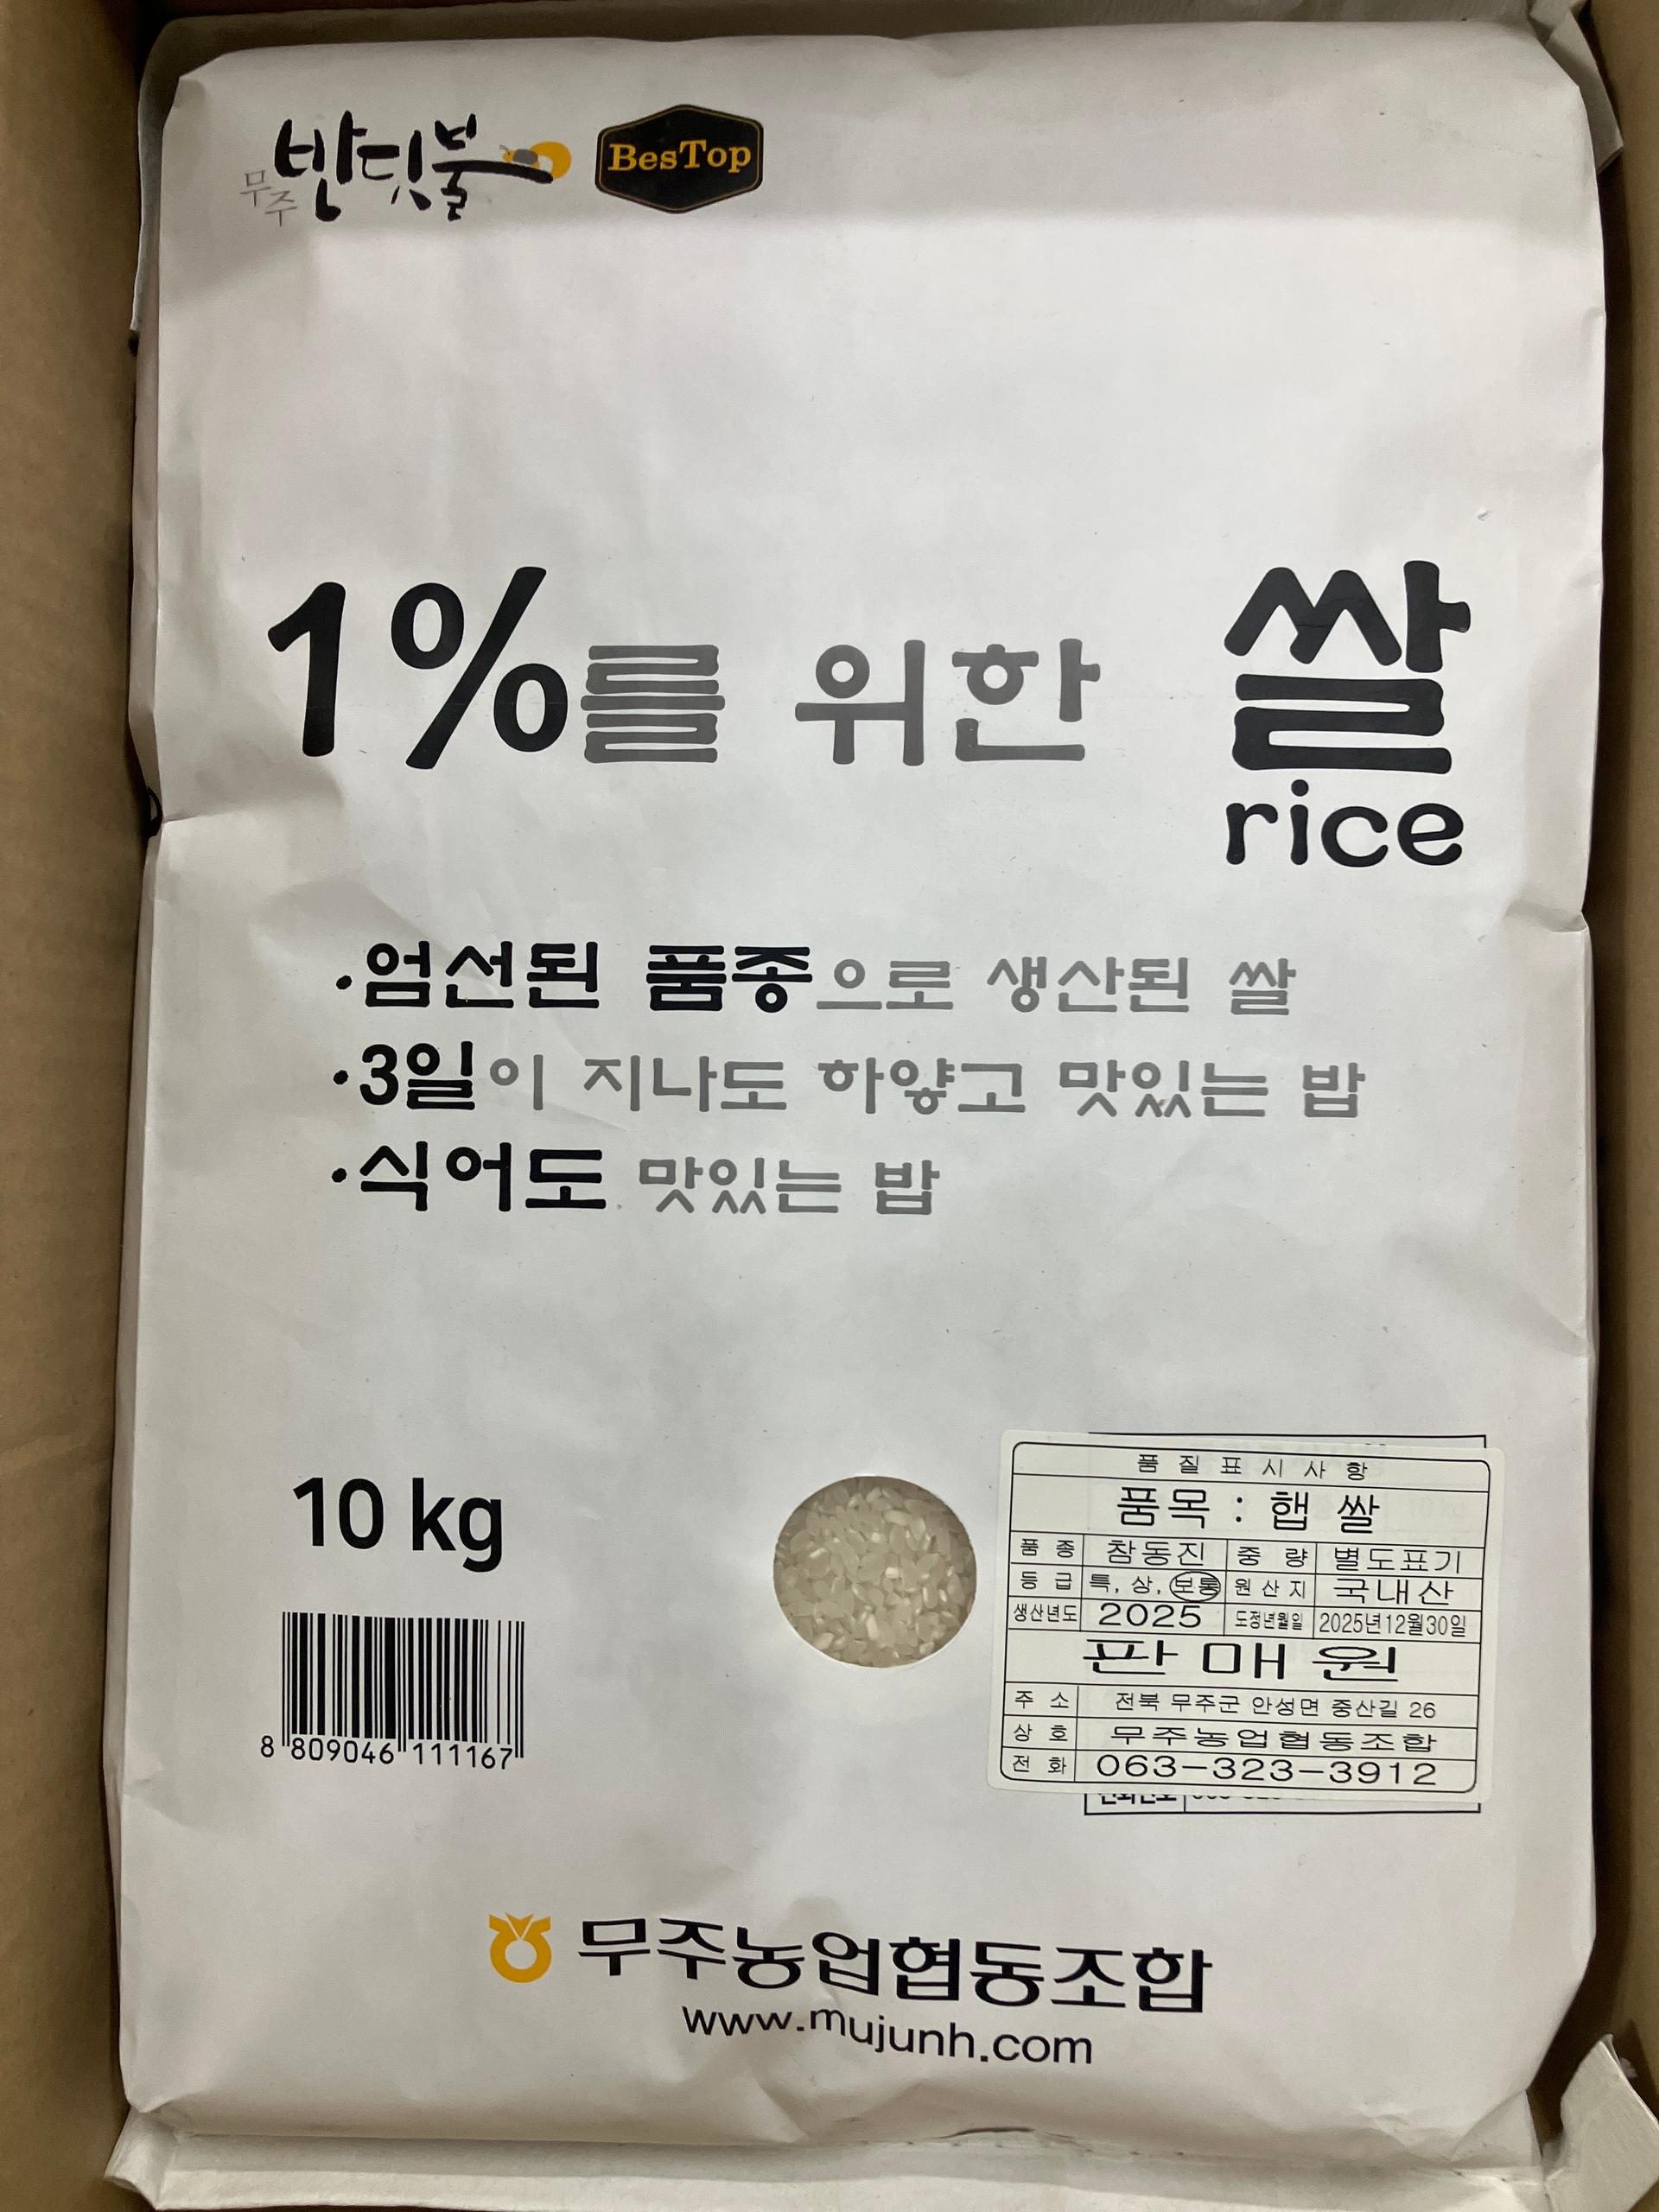 무주 반딧불 BesTop
1%를 위한 쌀
rice
·엄선된 품종으로 생산된 쌀
·3일이 지나도 하얗고 맛있는 밥
·식어도 맛있는 밥
10 kg
8 809046 111167
품 질 표 시 사 항
품목 : 햅 쌀
품 종 참동진 중 량 별도표기
등 급 특, 상, 보통 원 산 지 국내산
생산년도 2025 도정년월일 2025년12월30일
판 매 원
주 소 전북 무주군 안성면 중산길 26
상 호 무주농업협동조합
전 화 063-323-3912
무주농업협동조합
www.mujunh.com